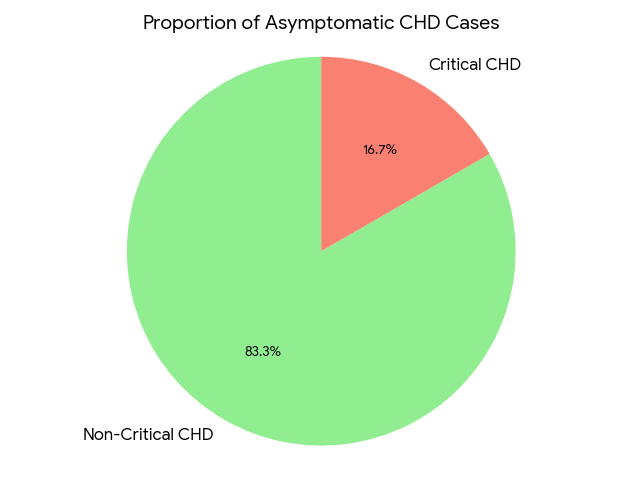 Proportion of Asymptomatic CHD Cases
Critical CHD
16.7%
83.3%
Non-Critical CHD